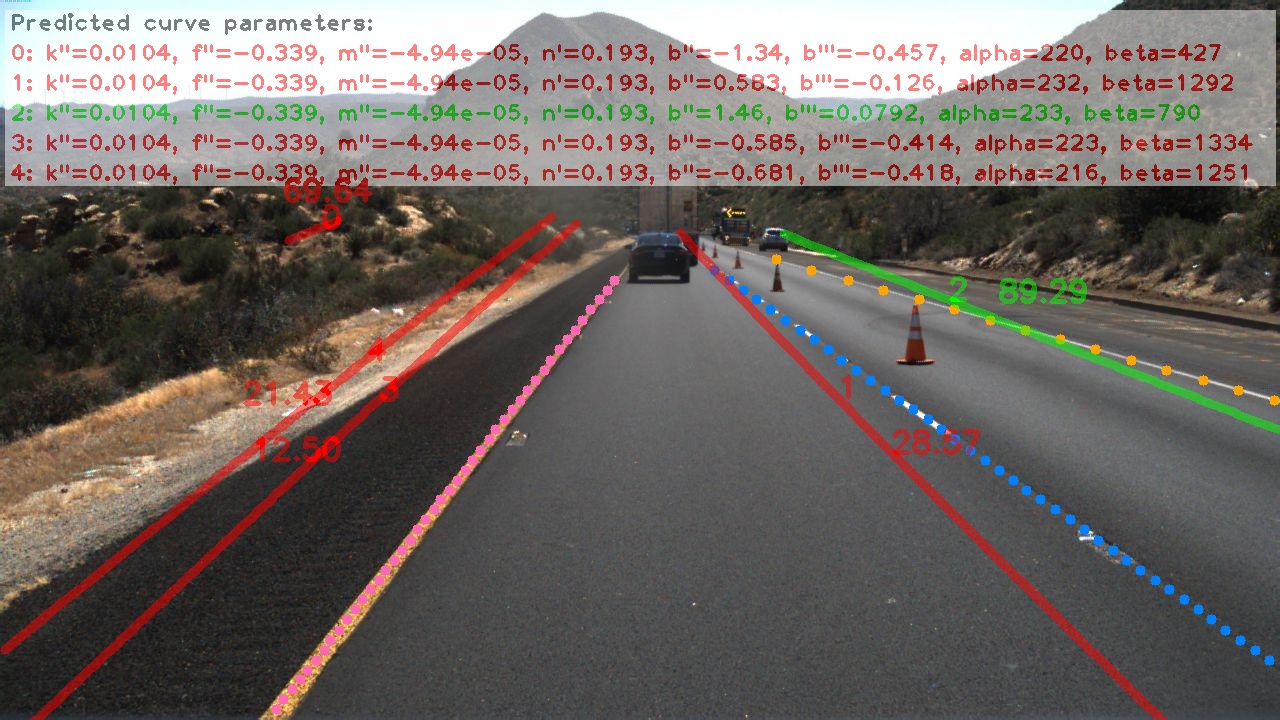 Predicted curve parameters:
0: k''=0.0104, f''=-0.339, m''=-4.94e-05, n'=0.193, b''=-1.34, b'''=-0.457, alpha=220, beta=427
1: k''=0.0104, f''=-0.339, m''=-4.94e-05, n'=0.193, b''=0.583, b'''=-0.126, alpha=232, beta=1292
2: k''=0.0104, f''=-0.339, m''=-4.94e-05, n'=0.193, b''=1.46, b'''=0.0792, alpha=233, beta=790
3: k''=0.0104, f''=-0.339, m''=-4.94e-05, n'=0.193, b''=-0.585, b'''=-0.414, alpha=223, beta=1334
4: k''=0.0104, f''=-0.339, m''=-4.94e-05, n'=0.193, b''=-0.681, b'''=-0.418, alpha=216, beta=1251
69.64
0
2 89.29
4
21.43
3
1
12.50
28.57